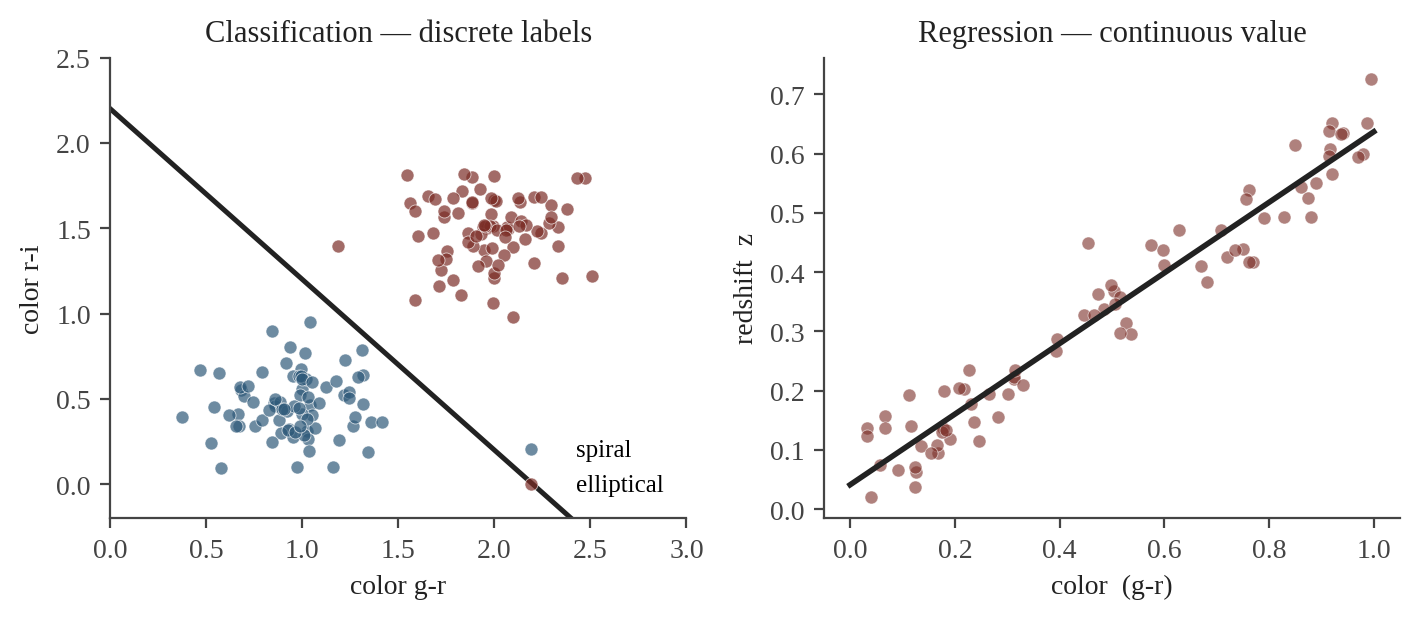 Classification — discrete labels
2.5
2.0
1.5
1.0
0.5
0.0
color r-i
spiral
elliptical
0.0 0.5 1.0 1.5 2.0 2.5 3.0
color g-r
Regression — continuous value
0.7
0.6
0.5
0.4
0.3
0.2
0.1
0.0
redshift  z
0.0 0.2 0.4 0.6 0.8 1.0
color  (g-r)